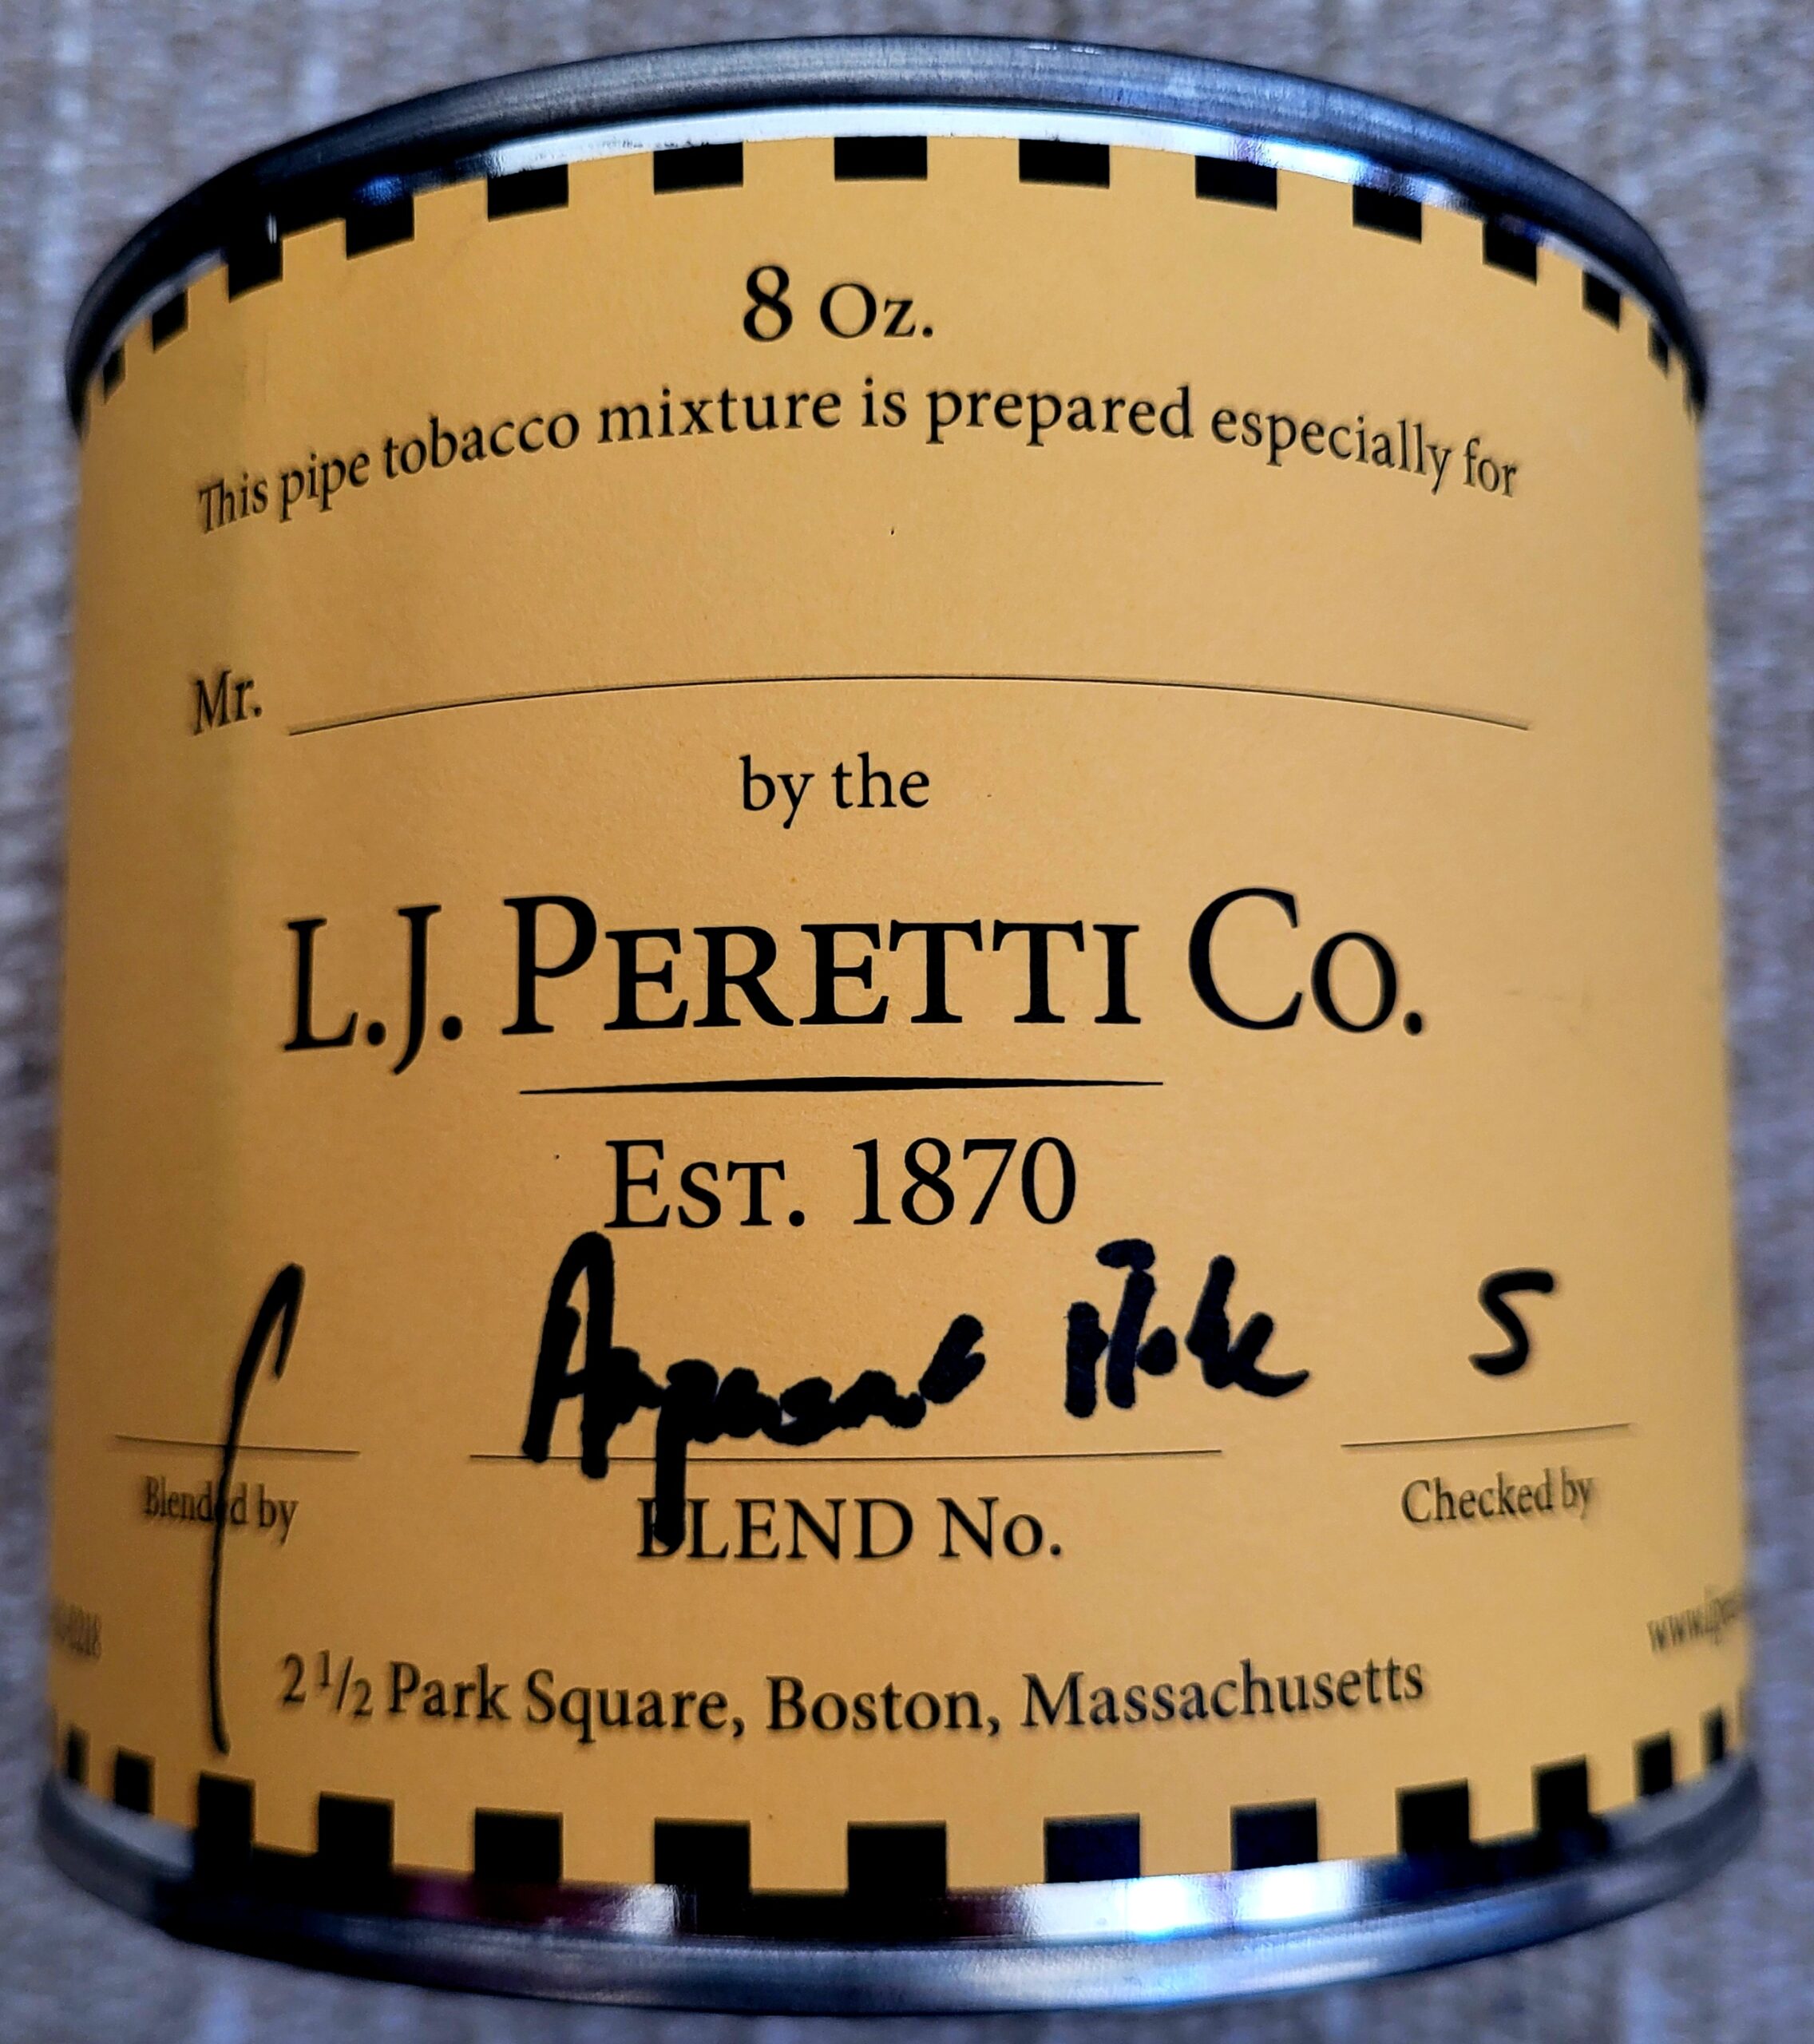 8 Oz.
This pipe tobacco mixture is prepared especially for
Mr.
by the
L.J. PERETTI CO.
EST. 1870
S
Blended by
BLEND No.
Checked by
2 1/2 Park Square, Boston, Massachusetts